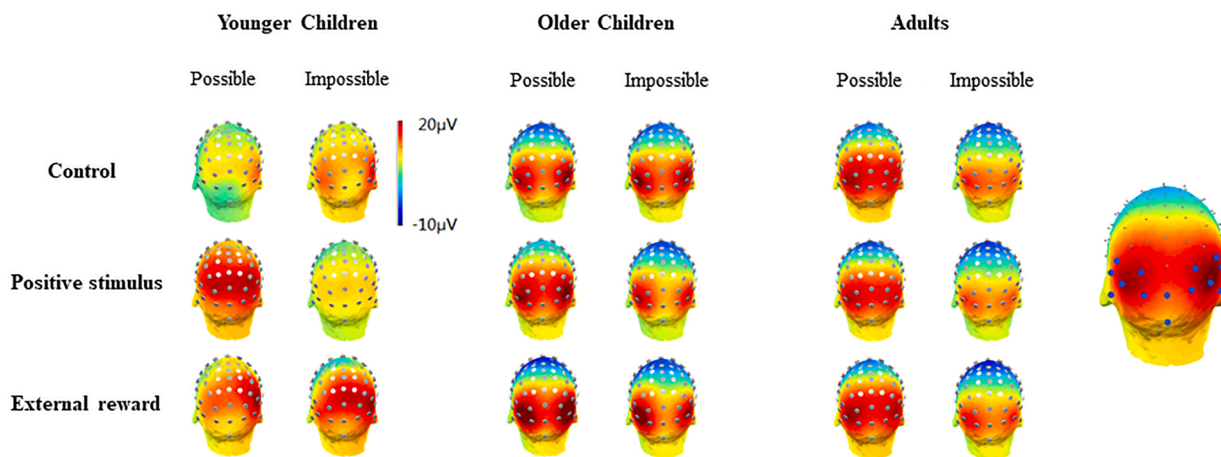 Younger Children Older Children Adults
Possible Impossible Possible Impossible Possible Impossible
20µV
Control
-10µV
Positive stimulus
External reward